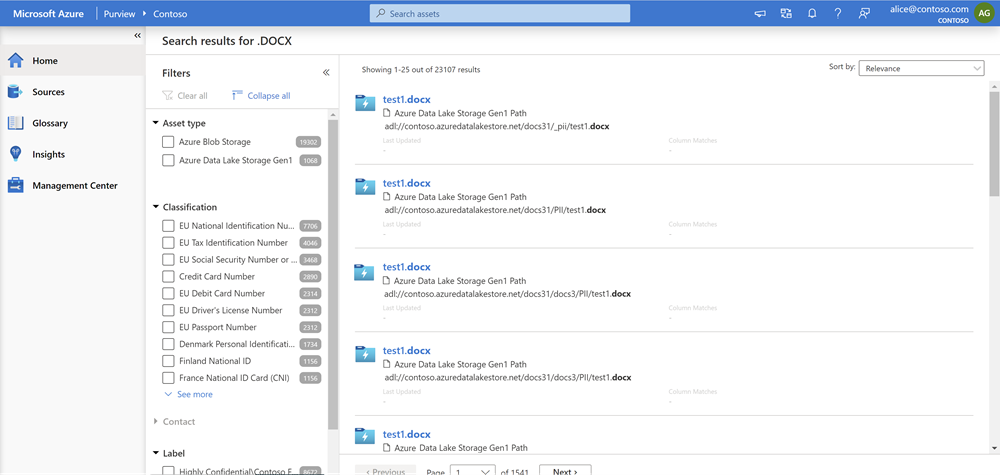 Microsoft Azure Purview > Contoso
Search assets
alice@contoso.com
CONTOSO
AG
Home
Sources
Glossary
Insights
Management Center
Search results for .DOCX
Filters
Clear all Collapse all
Asset type
Azure Blob Storage 19302
Azure Data Lake Storage Gen1 1068
Classification
EU National Identification Nu... 7706
EU Tax Identification Number 4046
EU Social Security Number or ... 3468
Credit Card Number 2890
EU Debit Card Number 2314
EU Driver's License Number 2312
EU Passport Number 2312
Denmark Personal Identificati... 1734
Finland National ID 1156
France National ID Card (CNI) 1156
See more
Contact
Label
Highly Confidential\Contoso F... 8672
Showing 1-25 out of 23107 results
Sort by: Relevance
test1.docx
Azure Data Lake Storage Gen1 Path
adl://contoso.azuredatalakestore.net/docs31/_pii/test1.docx
Last Updated Column Matches
- -
test1.docx
Azure Data Lake Storage Gen1 Path
adl://contoso.azuredatalakestore.net/docs31/PII/test1.docx
Last Updated Column Matches
- -
test1.docx
Azure Data Lake Storage Gen1 Path
adl://contoso.azuredatalakestore.net/docs31/docs3/PII/test1.docx
Last Updated Column Matches
- -
test1.docx
Azure Data Lake Storage Gen1 Path
adl://contoso.azuredatalakestore.net/docs31/docs3/PII/test1.docx
Last Updated Column Matches
- -
test1.docx
Azure Data Lake Storage Gen1 Path
< Previous Page 1 of 1541 Next >